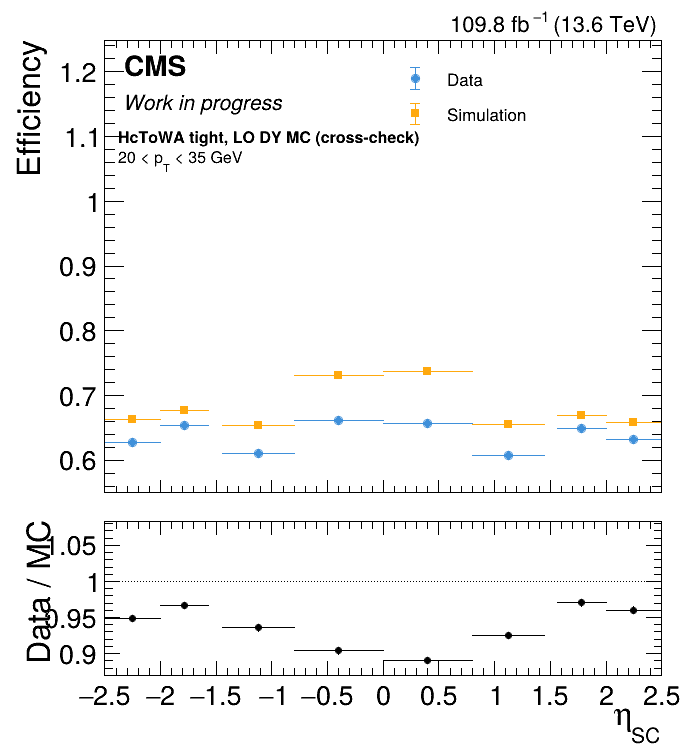 109.8 fb⁻¹ (13.6 TeV)
Efficiency
CMS
Work in progress
HcToWA tight, LO DY MC (cross-check)
20 < p_T < 35 GeV
Data
Simulation
1.2
1.1
1
0.9
0.8
0.7
0.6
Data / MC
1.05
1
0.95
0.9
−2.5 −2 −1.5 −1 −0.5 0 0.5 1 1.5 2 2.5
η_SC